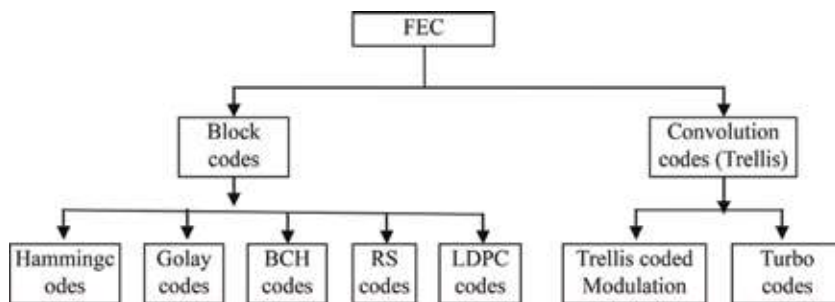 FEC
Block
codes
Convolution
codes (Trellis)
Hammingc
odes
Golay
codes
BCH
codes
RS
codes
LDPC
codes
Trellis coded
Modulation
Turbo
codes